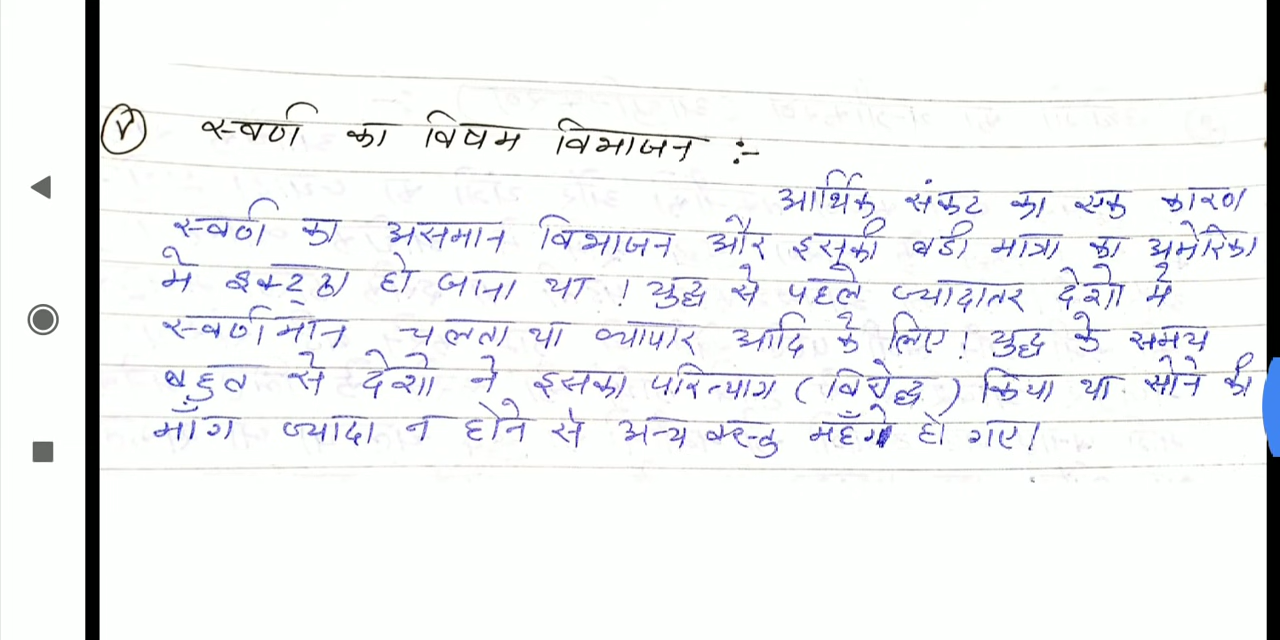 (V) स्वर्ण का विषम विभाजन :-
आर्थिक संकट का एक कारण
स्वर्ण का असमान विभाजन और इसकी बडी मात्रा का अमेरिका
मे इकट्ठा हो जाना था ! युद्ध से पहले ज्यादातर देशो मे
स्वर्णमान चलता था व्यापार आदि के लिए ! युद्ध के समय
बहुत से देशो ने इसका परित्याग ( ) किया था सोने की
माँग ज्यादा न होने से अन्य वस्तु महँगे हो गए।